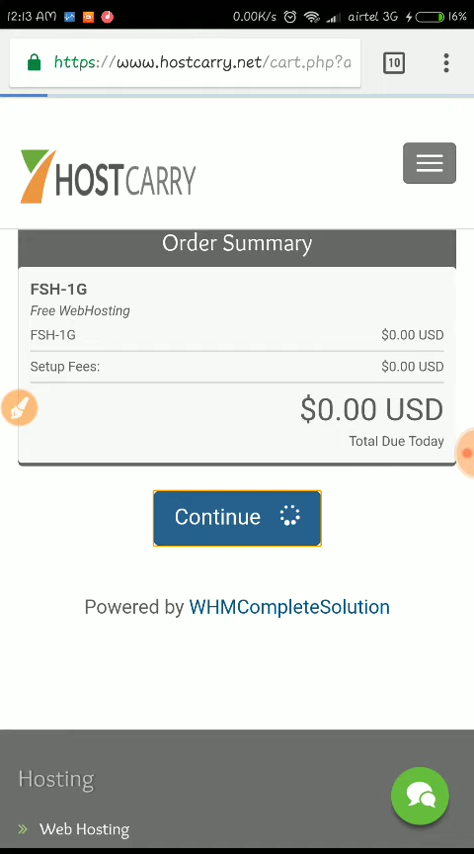 12:13 AM 0.00K/s airtel 3G 16%
https://www.hostcarry.net/cart.php?a 10
HOSTCARRY
Order Summary
FSH-1G
Free WebHosting
FSH-1G $0.00 USD
Setup Fees: $0.00 USD
$0.00 USD
Total Due Today
Continue
Powered by WHMCompleteSolution
Hosting
» Web Hosting